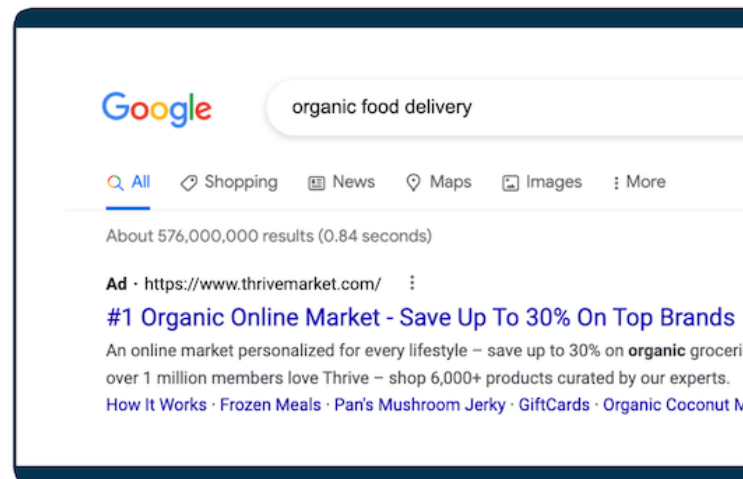 Google
organic food delivery
All Shopping News Maps Images More
About 576,000,000 results (0.84 seconds)
Ad · https://www.thrivemarket.com/
#1 Organic Online Market - Save Up To 30% On Top Brands
An online market personalized for every lifestyle – save up to 30% on organic
over 1 million members love Thrive – shop 6,000+ products curated by our experts.
How It Works · Frozen Meals · Pan's Mushroom Jerky · GiftCards · Organic Coconut